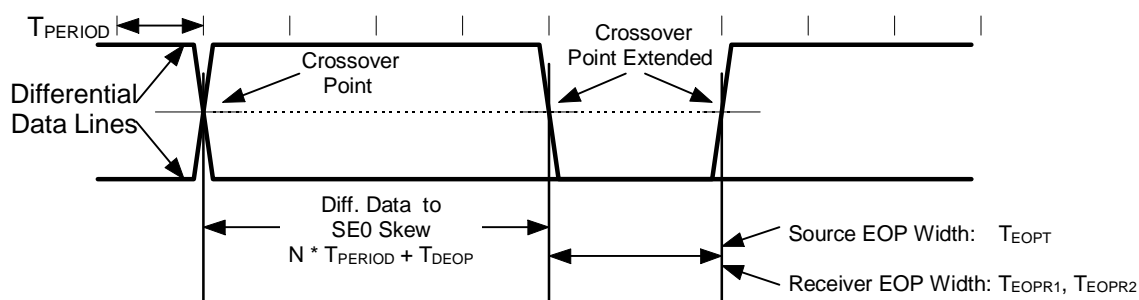 TPERIOD
Crossover
Point
Crossover
Point Extended
Differential
Data Lines
Diff. Data to
SE0 Skew
N * TPERIOD + TDEOP
Source EOP Width: TEOPT
Receiver EOP Width: TEOPR1, TEOPR2